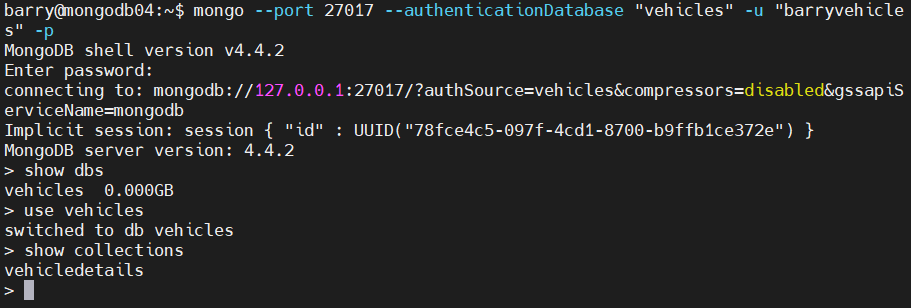 barry@mongodb04:~$ mongo --port 27017 --authenticationDatabase "vehicles" -u "barryvehicle
s" -p
MongoDB shell version v4.4.2
Enter password:
connecting to: mongodb://127.0.0.1:27017/?authSource=vehicles&compressors=disabled&gssapiS
erviceName=mongodb
Implicit session: session { "id" : UUID("78fce4c5-097f-4cd1-8700-b9ffb1ce372e") }
MongoDB server version: 4.4.2
> show dbs
vehicles  0.000GB
> use vehicles
switched to db vehicles
> show collections
vehicledetails
>